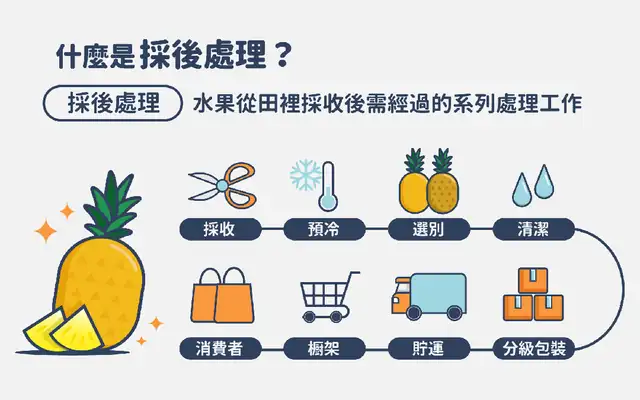 什麼是採後處理？
採後處理 水果從田裡採收後需經過的系列處理工作
採收 預冷 選別 清潔
消費者 櫥架 貯運 分級包裝